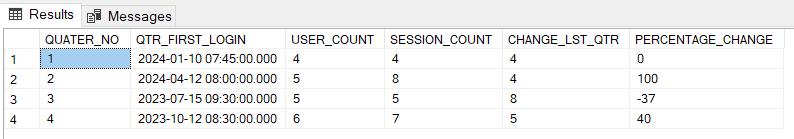 Results Messages
QUATER_NO QTR_FIRST_LOGIN USER_COUNT SESSION_COUNT CHANGE_LST_QTR PERCENTAGE_CHANGE
1 1 2024-01-10 07:45:00.000 4 4 4 0
2 2 2024-04-12 08:00:00.000 5 8 4 100
3 3 2023-07-15 09:30:00.000 5 5 8 -37
4 4 2023-10-12 08:30:00.000 6 7 5 40